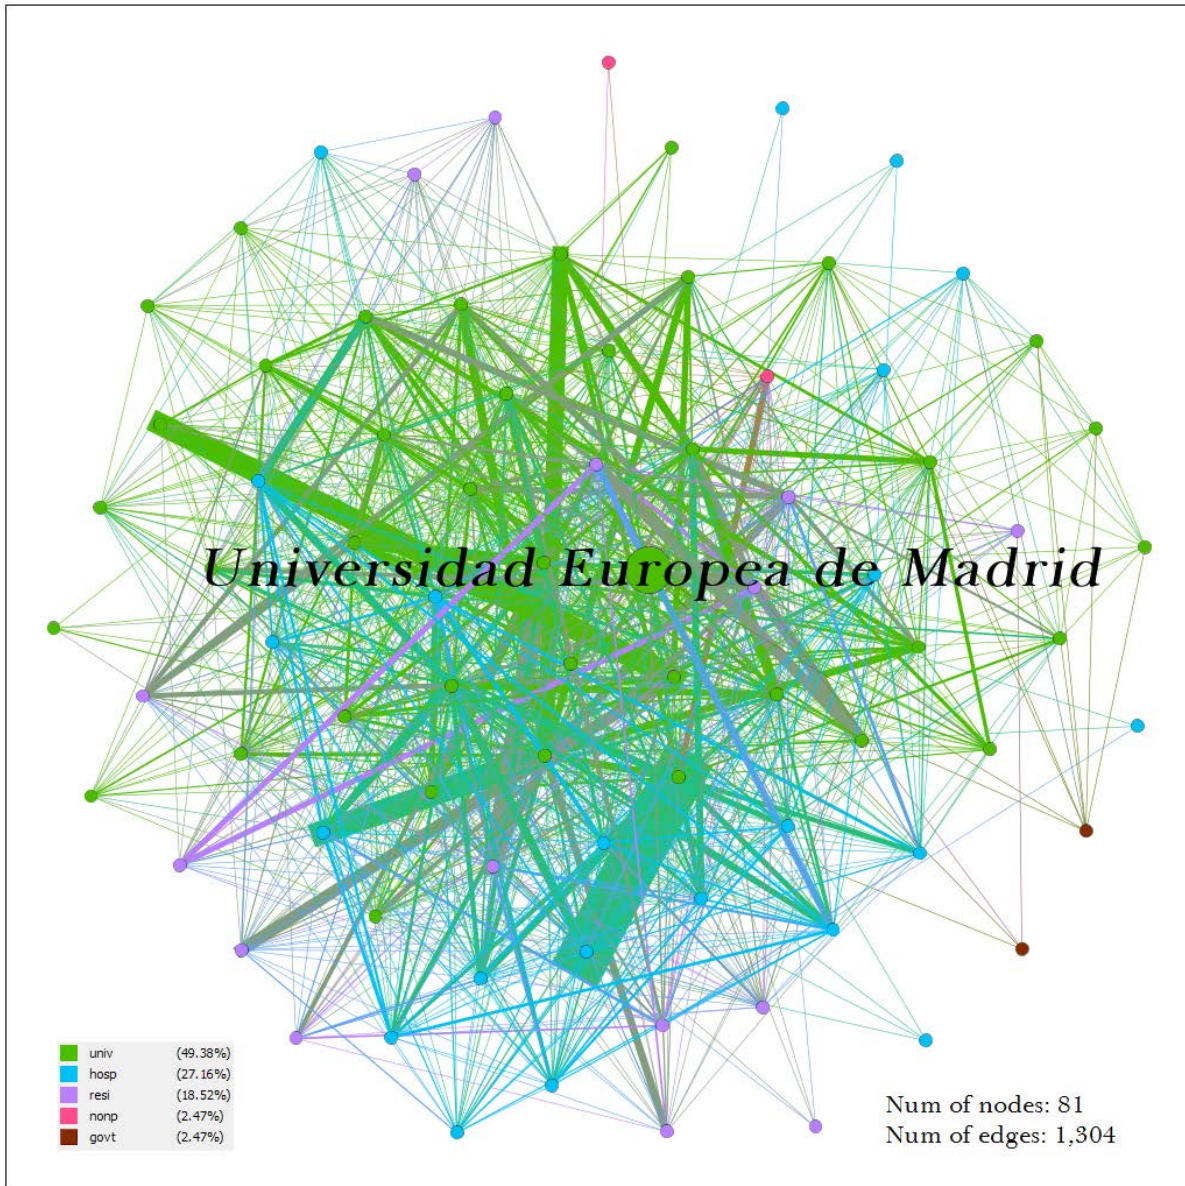 Universidad Europea de Madrid
univ (49.38%)
hosp (27.16%)
resi (18.52%)
nonp (2.47%)
govt (2.47%)
Num of nodes: 81
Num of edges: 1,304